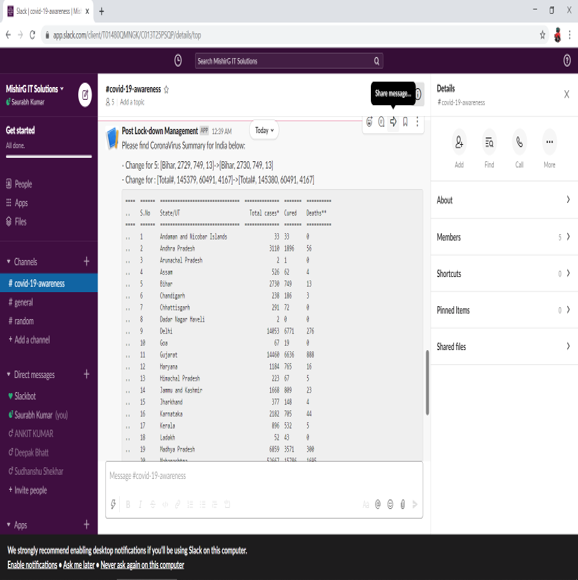 Slack | covid-19-awareness | Mis
app.slack.com/client/T01480QMNGK/C013T25PSQP/details/top
Search MishirG IT Solutions
MishirG IT Solutions
Saurabh Kumar
Get started
All done.
People
Apps
Files
Channels
# covid-19-awareness
# general
# random
+ Add a channel
Direct messages
Slackbot
Saurabh Kumar (you)
ANKIT KUMAR
Deepak Bhatt
Sudhanshu Shekhar
+ Invite people
Apps
#covid-19-awareness
5 | Add a topic
Share message...
Post Lock-down Management APP 12:39 AM
Today
Please find CoronaVirus Summary for India below:
- Change for 5: [Bihar, 2729, 749, 13]->[Bihar, 2730, 749, 13]
- Change for : [Total#, 145379, 60491, 4167]->[Total#, 145380, 60491, 4167]
.. S.No State/UT Total cases* Cured Deaths**
.. 1 Andaman and Nicobar Islands 33 33 0
.. 2 Andhra Pradesh 3110 1896 56
.. 3 Arunachal Pradesh 2 1 0
.. 4 Assam 526 62 4
.. 5 Bihar 2730 749 13
.. 6 Chandigarh 238 186 3
.. 7 Chhattisgarh 291 72 0
.. 8 Dadar Nagar Haveli 2 0 0
.. 9 Delhi 14053 6771 276
.. 10 Goa 67 19 0
.. 11 Gujarat 14460 6636 888
.. 12 Haryana 1184 765 16
.. 13 Himachal Pradesh 223 67 5
.. 14 Jammu and Kashmir 1668 809 23
.. 15 Jharkhand 377 148 4
.. 16 Karnataka 2182 705 44
.. 17 Kerala 896 532 5
.. 18 Ladakh 52 43 0
.. 19 Madhya Pradesh 6859 3571 300
Message #covid-19-awareness
Details
# covid-19-awareness
Add
Find
Call
More
About
Members 5
Shortcuts 0
Pinned Items 0
Shared files
We strongly recommend enabling desktop notifications if you'll be using Slack on this computer.
Enable notifications • Ask me later • Never ask again on this computer